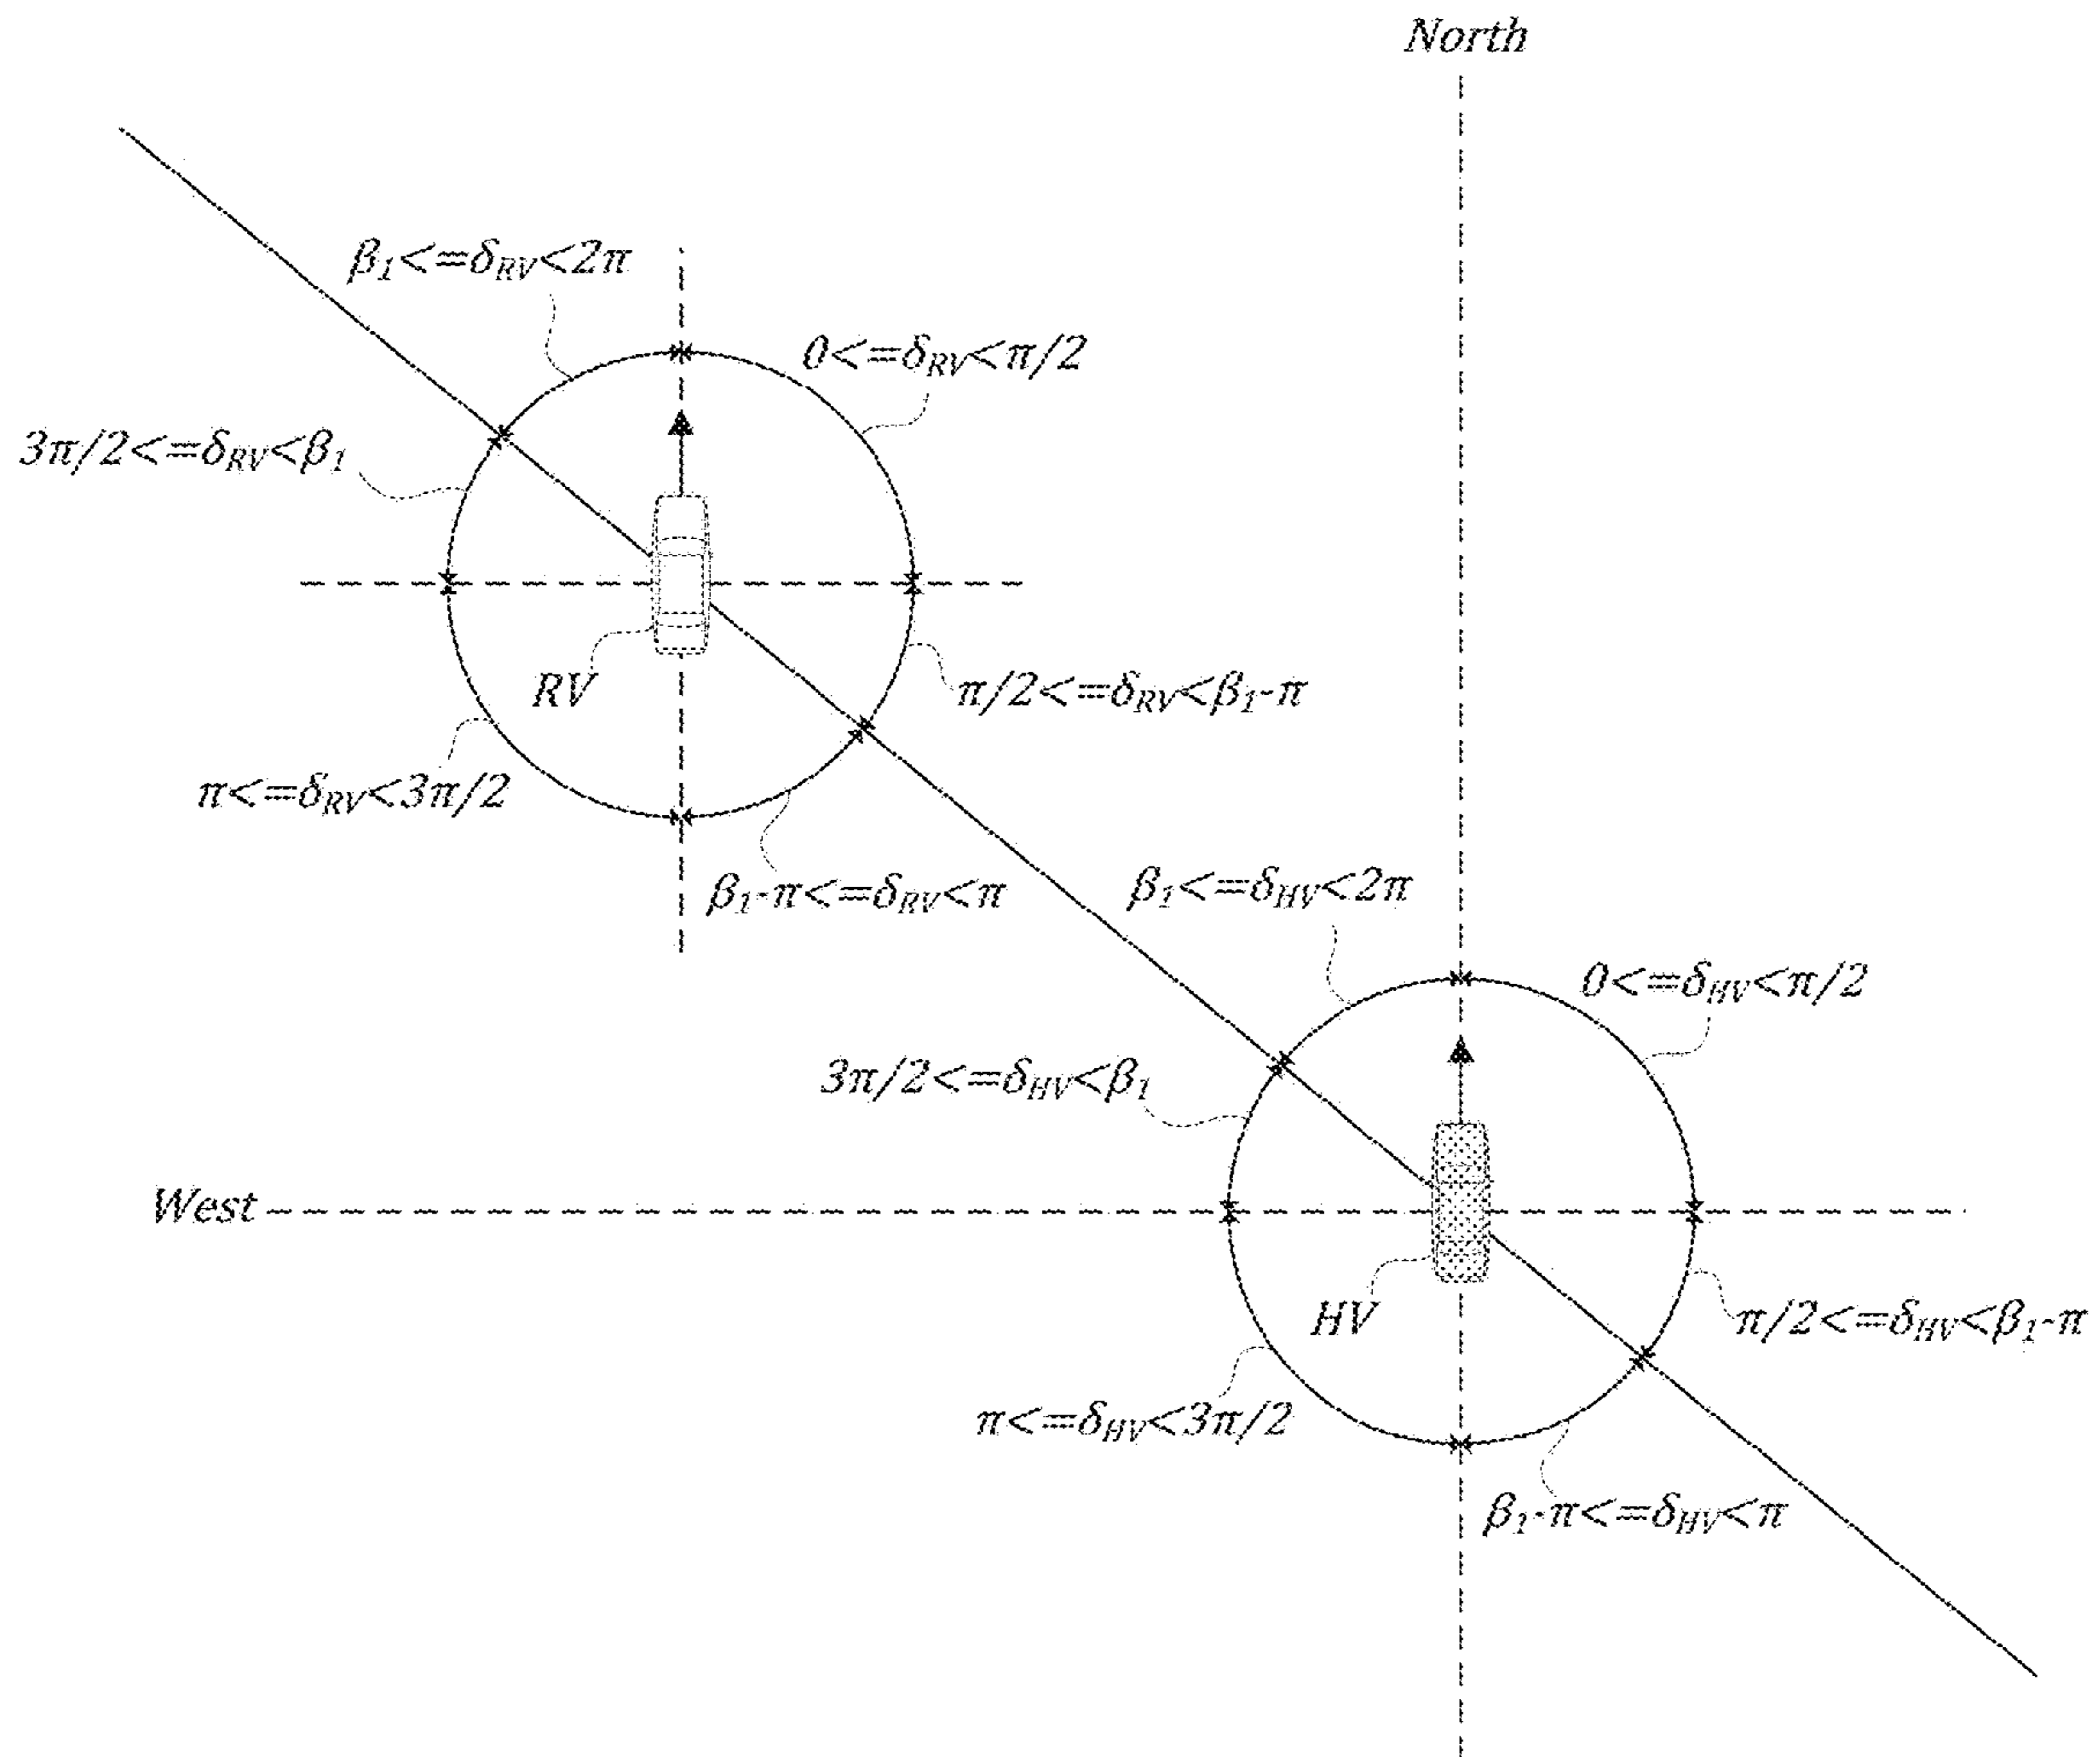 North
β₁<=δRV<2π
0<=δRV<π/2
3π/2<=δRV<β₁
RV
π/2<=δRV<β₁-π
π<=δRV<3π/2
β₁-π<=δRV<π
β₁<=δHV<2π
0<=δHV<π/2
3π/2<=δHV<β₁
West
HV
π/2<=δHV<β₁-π
π<=δHV<3π/2
β₁-π<=δHV<π